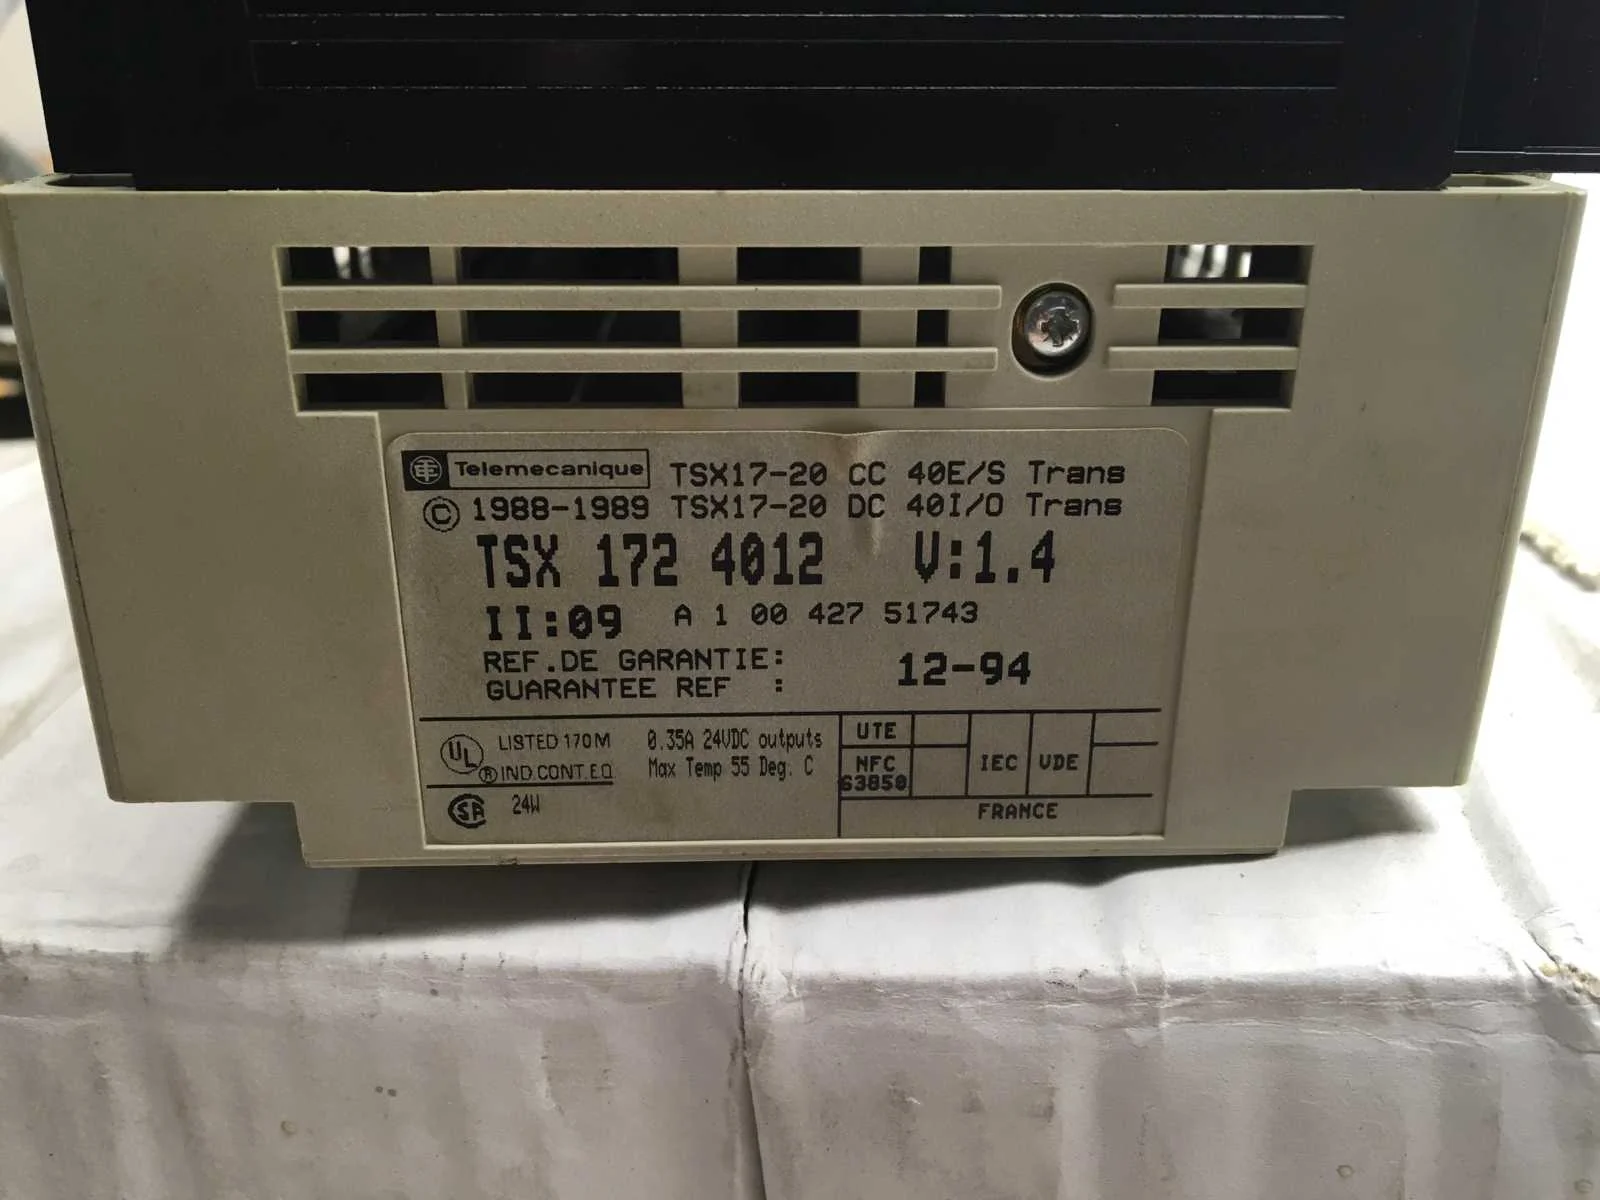 Telemecanique TSX17-20 CC 40E/S Trans
© 1988-1989 TSX17-20 DC 40I/O Trans
TSX 172 4012 V:1.4
II:09 A 1 00 427 51743
REF.DE GARANTIE:
GUARANTEE REF : 12-94
UL LISTED 170M
® IND.CONT.EQ
0.35A 24VDC outputs
Max Temp 55 Deg. C
SA 24W
UTE
NFC
63850
IEC VDE
FRANCE